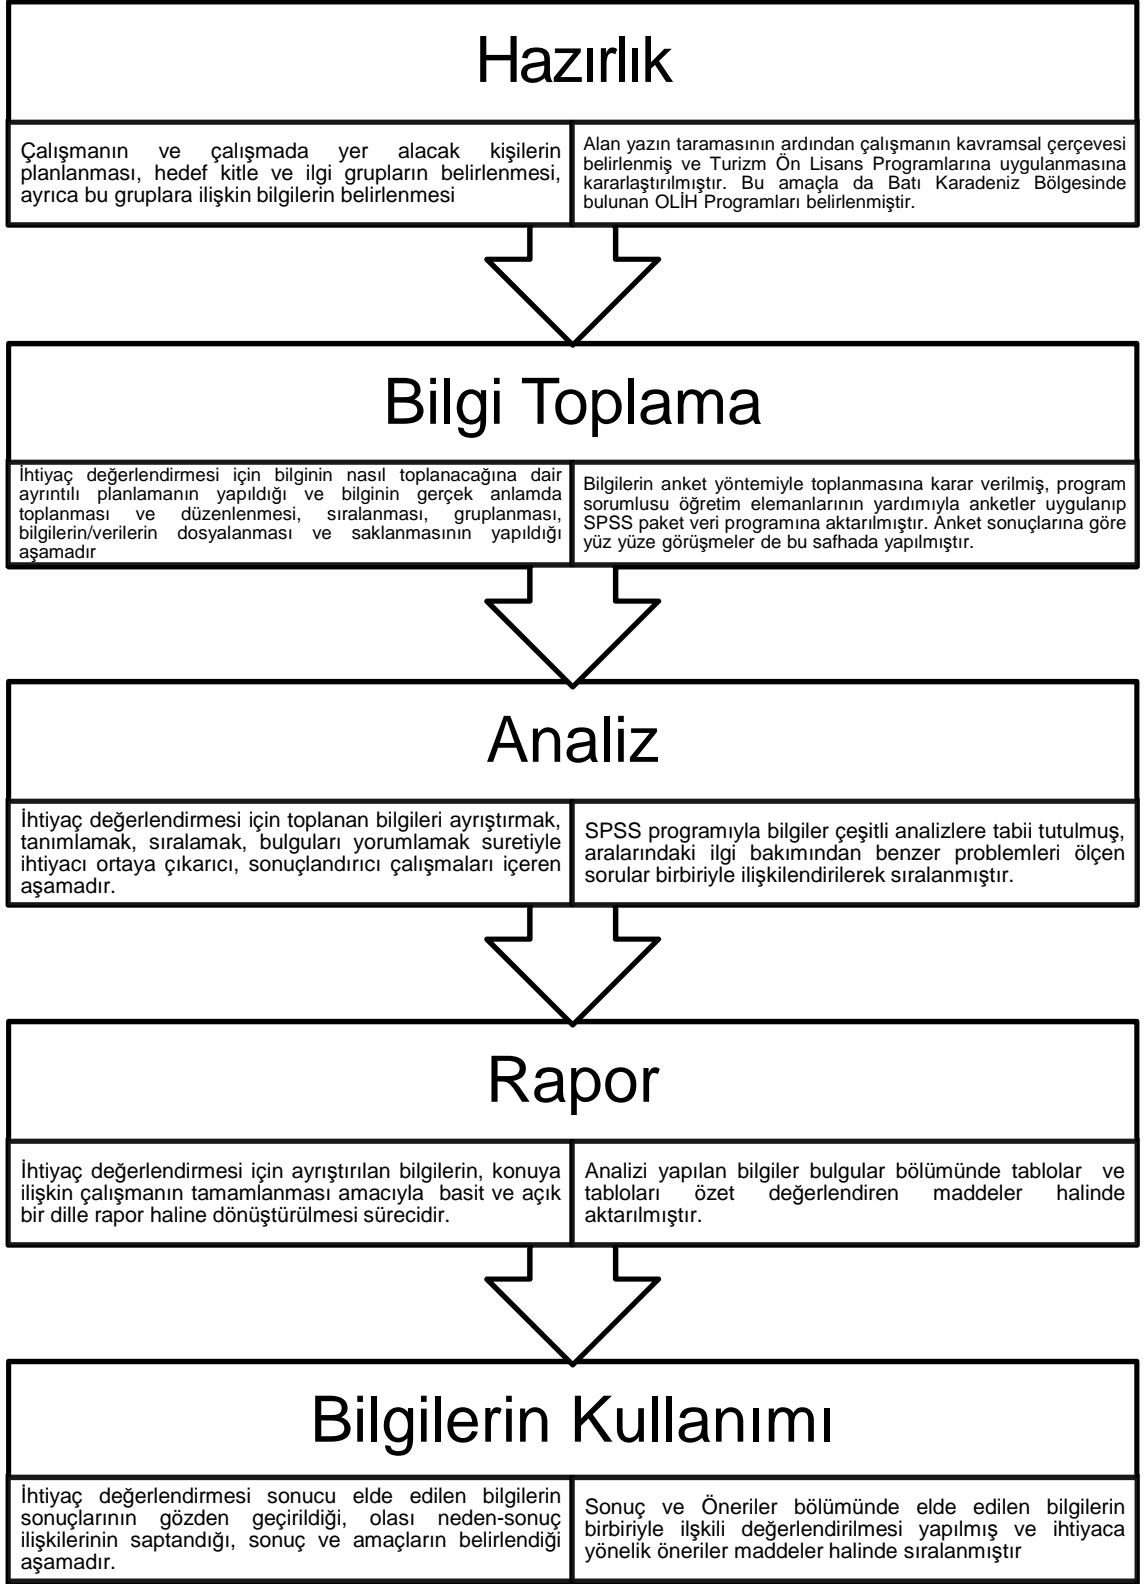 Hazırlık
Çalışmanın ve çalışmada yer alacak kişilerin
planlanması, hedef kitle ve ilgi grupların belirlenmesi,
ayrıca bu gruplara ilişkin bilgilerin belirlenmesi
Alan yazın taramasının ardından çalışmanın kavramsal çerçevesi
belirlenmiş ve Turizm Ön Lisans Programlarına uygulanmasına
kararlaştırılmıştır. Bu amaçla da Batı Karadeniz Bölgesinde
bulunan OLİH Programları belirlenmiştir.
Bilgi Toplama
İhtiyaç değerlendirmesi için bilginin nasıl toplanacağına dair
ayrıntılı planlamanın yapıldığı ve bilginin gerçek anlamda
toplanması ve düzenlenmesi, sıralanması, gruplanması,
bilgilerin/verilerin dosyalanması ve saklanmasının yapıldığı
aşamadır
Bilgilerin anket yöntemiyle toplanmasına karar verilmiş, program
sorumlusu öğretim elemanlarının yardımıyla anketler uygulanıp
SPSS paket veri programına aktarılmıştır. Anket sonuçlarına göre
yüz yüze görüşmeler de bu safhada yapılmıştır.
Analiz
İhtiyaç değerlendirmesi için toplanan bilgileri ayrıştırmak,
tanımlamak, sıralamak, bulguları yorumlamak suretiyle
ihtiyacı ortaya çıkarıcı, sonuçlandırıcı çalışmaları içeren
aşamadır.
SPSS programıyla bilgiler çeşitli analizlere tabii tutulmuş,
aralarındaki ilgi bakımından benzer problemleri ölçen
sorular birbiriyle ilişkilendirilerek sıralanmıştır.
Rapor
İhtiyaç değerlendirmesi için ayrıştırılan bilgilerin, konuya
ilişkin çalışmanın tamamlanması amacıyla basit ve açık
bir dille rapor haline dönüştürülmesi sürecidir.
Analizi yapılan bilgiler bulgular bölümünde tablolar ve
tabloları özet değerlendiren maddeler halinde
aktarılmıştır.
Bilgilerin Kullanımı
İhtiyaç değerlendirmesi sonucu elde edilen bilgilerin
sonuçlarının gözden geçirildiği, olası neden-sonuç
ilişkilerinin saptandığı, sonuç ve amaçların belirlendiği
aşamadır.
Sonuç ve Öneriler bölümünde elde edilen bilgilerin
birbiriyle ilşkili değerlendirilmesi yapılmış ve ihtiyaca
yönelik öneriler maddeler halinde sıralanmıştır